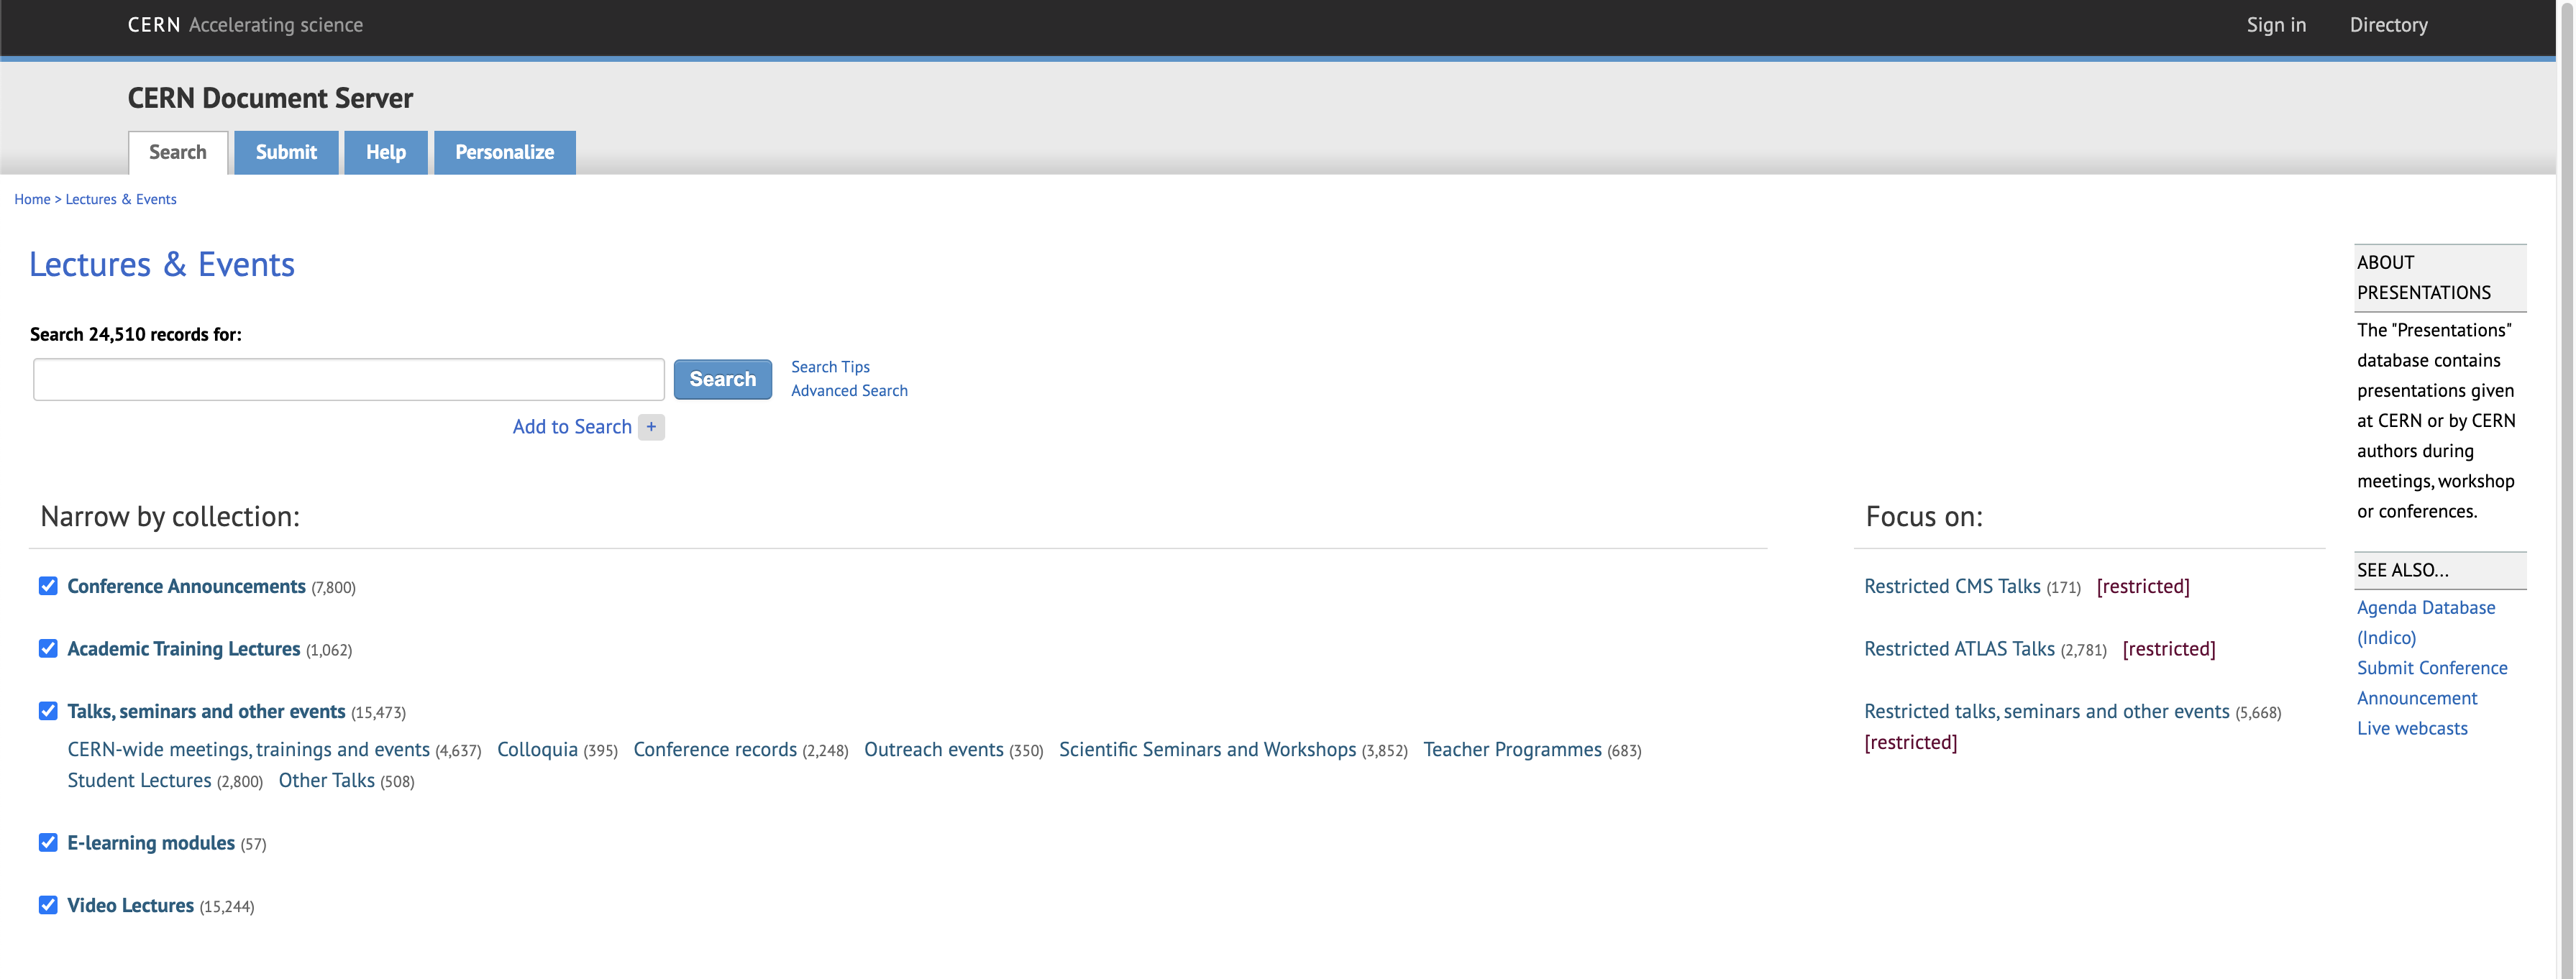 CERN Accelerating science
Sign in Directory
CERN Document Server
Search Submit Help Personalize
Home > Lectures & Events
Lectures & Events
Search 24,510 records for:
Search
Search Tips
Advanced Search
Add to Search +
Narrow by collection:
Conference Announcements (7,800)
Academic Training Lectures (1,062)
Talks, seminars and other events (15,473)
CERN-wide meetings, trainings and events (4,637) Colloquia (395) Conference records (2,248) Outreach events (350) Scientific Seminars and Workshops (3,852) Teacher Programmes (683)
Student Lectures (2,800) Other Talks (508)
E-learning modules (57)
Video Lectures (15,244)
Focus on:
Restricted CMS Talks (171) [restricted]
Restricted ATLAS Talks (2,781) [restricted]
Restricted talks, seminars and other events (5,668)
[restricted]
ABOUT
PRESENTATIONS
The "Presentations"
database contains
presentations given
at CERN or by CERN
authors during
meetings, workshop
or conferences.
SEE ALSO...
Agenda Database
(Indico)
Submit Conference
Announcement
Live webcasts